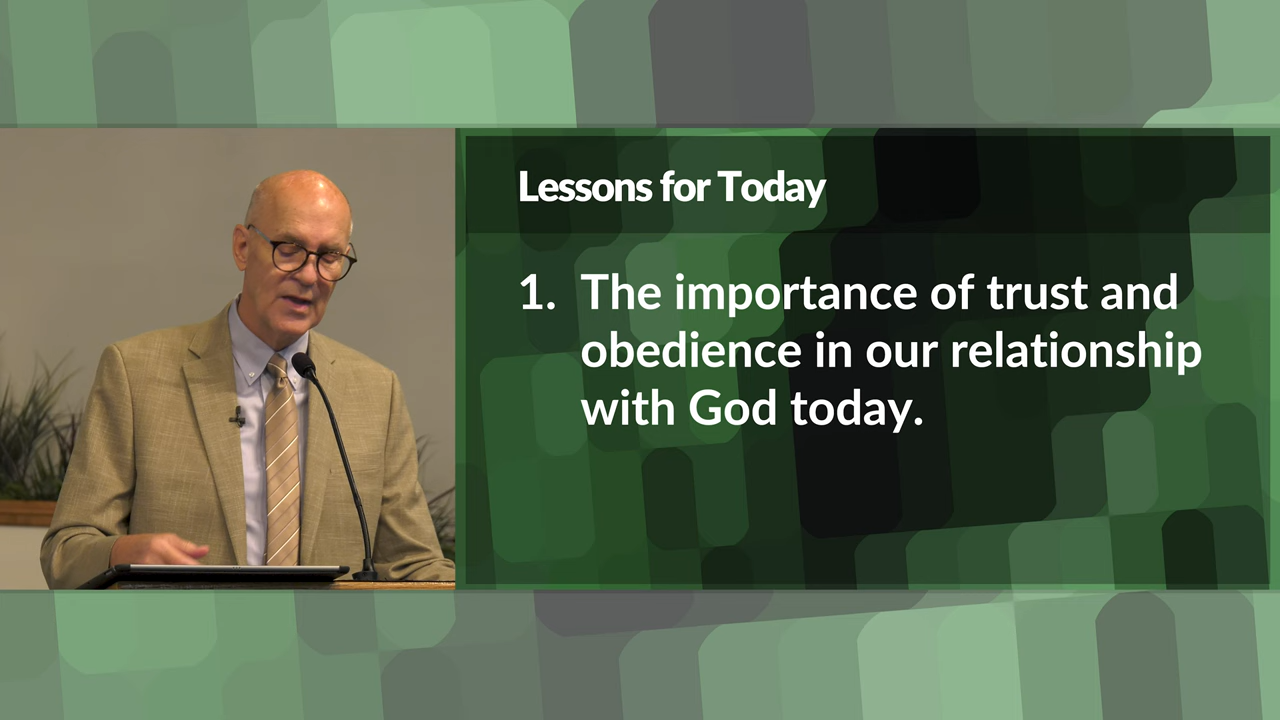 Lessons for Today
1. The importance of trust and
obedience in our relationship
with God today.